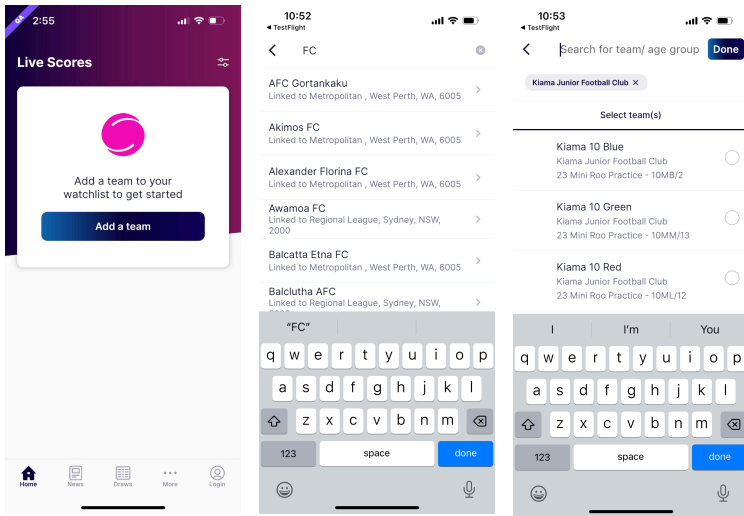 QA
2:55
Live Scores
Add a team to your
watchlist to get started
Add a team
Home
News
Draws
More
Login
10:52
◀ TestFlight
FC
AFC Gortankaku
Linked to Metropolitan , West Perth, WA, 6005
Akimos FC
Linked to Metropolitan , West Perth, WA, 6005
Alexander Florina FC
Linked to Metropolitan , West Perth, WA, 6005
Awamoa FC
Linked to Regional League, Sydney, NSW,
2000
Balcatta Etna FC
Linked to Metropolitan , West Perth, WA, 6005
Balclutha AFC
Linked to Regional League, Sydney, NSW,
“FC”
q w e r t y u i o p
a s d f g h j k l
z x c v b n m
123
space
done
10:53
◀ TestFlight
Search for team/ age group
Done
Kiama Junior Football Club ×
Select team(s)
Kiama 10 Blue
Kiama Junior Football Club
23 Mini Roo Practice - 10MB/2
Kiama 10 Green
Kiama Junior Football Club
23 Mini Roo Practice - 10MM/13
Kiama 10 Red
Kiama Junior Football Club
23 Mini Roo Practice - 10ML/12
I
I’m
You
q w e r t y u i o p
a s d f g h j k l
z x c v b n m
123
space
done